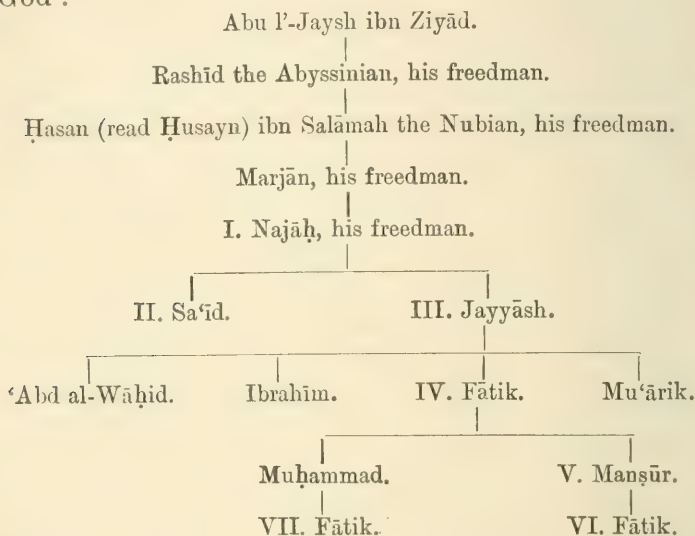 God.
Abu l'-Jaysh ibn Ziyād.
Rashīd the Abyssinian, his freedman.
Ḥasan (read Ḥusayn) ibn Salāmah the Nubian, his freedman.
Marjān, his freedman.
I. Najāḥ, his freedman.
II. Sa‘īd. III. Jayyāsh.
‘Abd al-Wāḥid. Ibrahīm. IV. Fātik. Mu‘ārik.
Muḥammad. V. Manṣūr.
VII. Fātik. VI. Fātik.